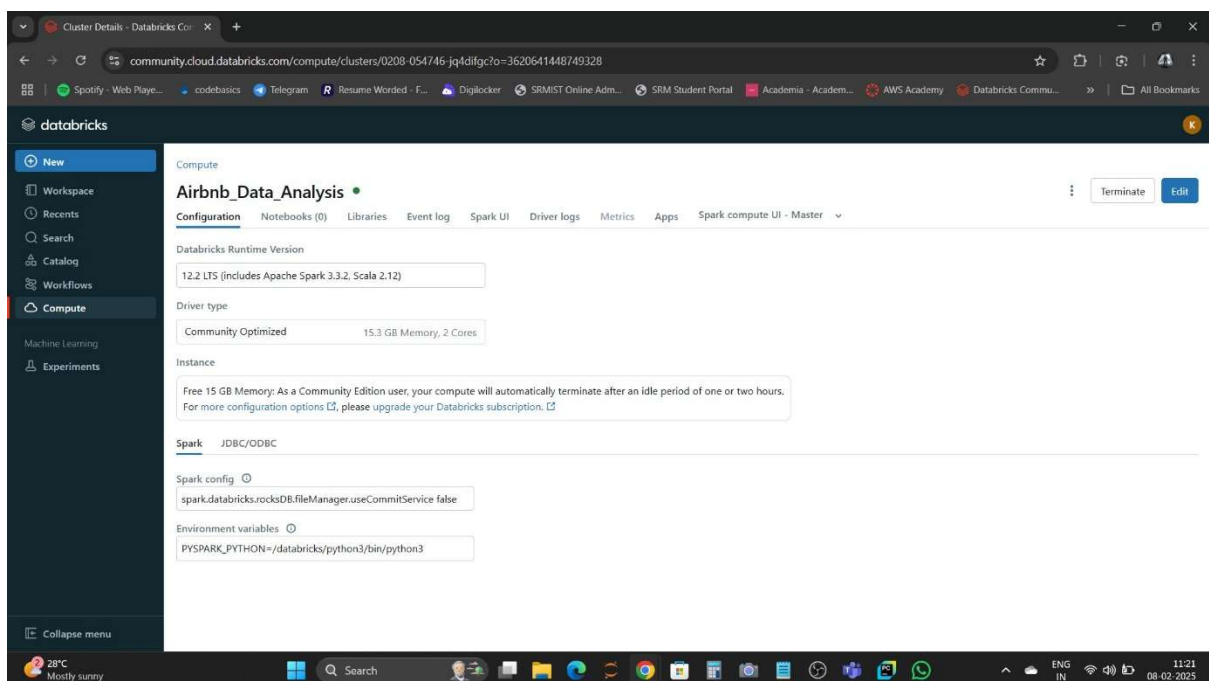 Cluster Details - Databricks Cor
community.cloud.databricks.com/compute/clusters/0208-054746-jq4difgc?o=3620641448749328
Spotify - Web Playe... codebasics Telegram Resume Worded - F... Digilocker SRMIST Online Adm... SRM Student Portal Academia - Academ... AWS Academy Databricks Commu... » All Bookmarks
databricks
K
New
Workspace
Recents
Search
Catalog
Workflows
Compute
Machine Learning
Experiments
Collapse menu
Compute
Airbnb_Data_Analysis
Terminate
Edit
Configuration Notebooks (0) Libraries Event log Spark UI Driver logs Metrics Apps Spark compute UI - Master
Databricks Runtime Version
12.2 LTS (includes Apache Spark 3.3.2, Scala 2.12)
Driver type
Community Optimized 15.3 GB Memory, 2 Cores
Instance
Free 15 GB Memory: As a Community Edition user, your compute will automatically terminate after an idle period of one or two hours.
For more configuration options, please upgrade your Databricks subscription.
Spark JDBC/ODBC
Spark config
spark.databricks.rocksDB.fileManager.useCommitService false
Environment variables
PYSPARK_PYTHON=/databricks/python3/bin/python3
2
28°C
Mostly sunny
Search
ENG
IN
11:21
08-02-2025